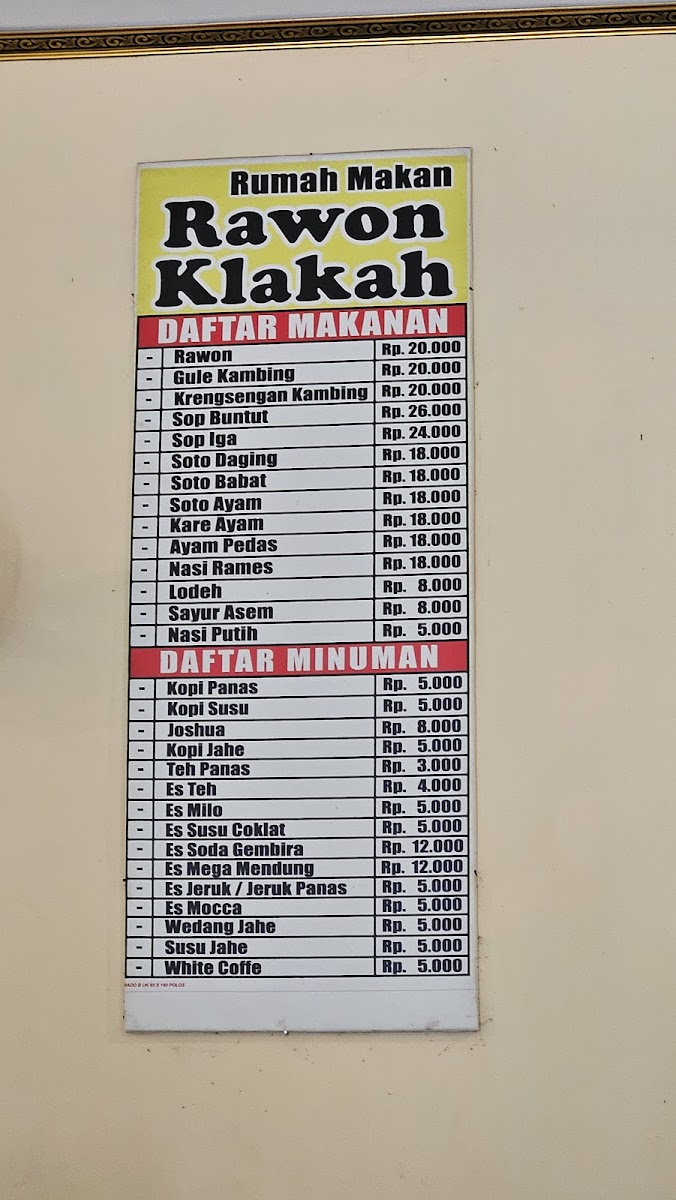 Rumah Makan
Rawon
Klakah
DAFTAR MAKANAN
- Rawon Rp. 20.000
- Gule Kambing Rp. 20.000
- Krengsengan Kambing Rp. 20.000
- Sop Buntut Rp. 26.000
- Sop Iga Rp. 24.000
- Soto Daging Rp. 18.000
- Soto Babat Rp. 18.000
- Soto Ayam Rp. 18.000
- Kare Ayam Rp. 18.000
- Ayam Pedas Rp. 18.000
- Nasi Rames Rp. 18.000
- Lodeh Rp. 8.000
- Sayur Asem Rp. 8.000
- Nasi Putih Rp. 5.000
DAFTAR MINUMAN
- Kopi Panas Rp. 5.000
- Kopi Susu Rp. 5.000
- Joshua Rp. 8.000
- Kopi Jahe Rp. 5.000
- Teh Panas Rp. 3.000
- Es Teh Rp. 4.000
- Es Milo Rp. 5.000
- Es Susu Coklat Rp. 5.000
- Es Soda Gembira Rp. 12.000
- Es Mega Mendung Rp. 12.000
- Es Jeruk / Jeruk Panas Rp. 5.000
- Es Mocca Rp. 5.000
- Wedang Jahe Rp. 5.000
- Susu Jahe Rp. 5.000
- White Coffe Rp. 5.000